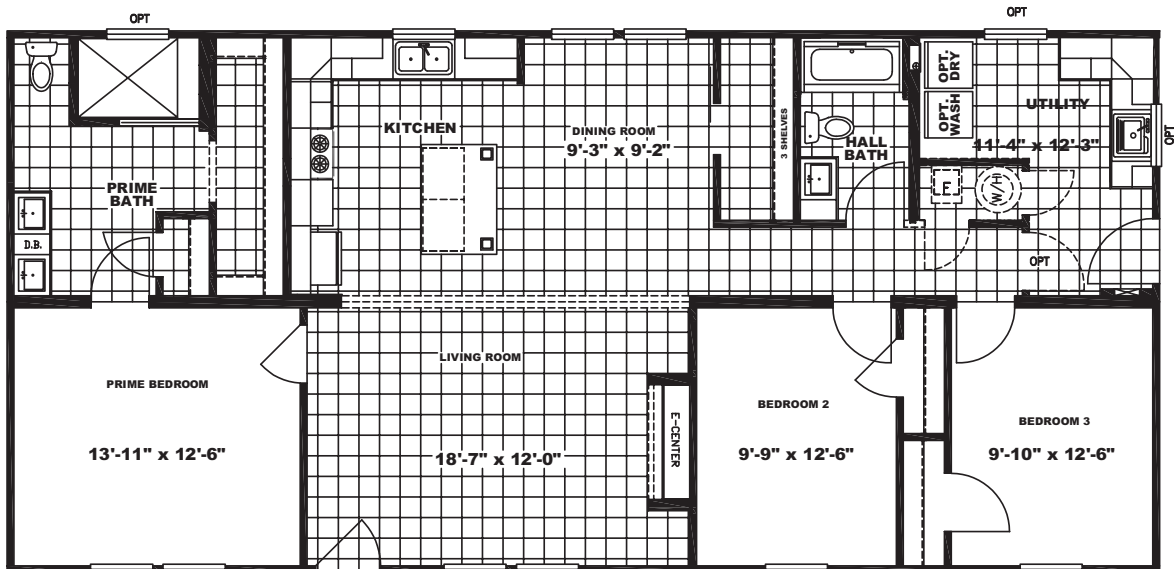 OPT
OPT
KITCHEN
DINING ROOM
9'-3" x 9'-2"
3 SHELVES
HALL
BATH
OPT.
DRY
OPT.
WASH
UTILITY
11'-4" x 12'-3"
OPT
PRIME
BATH
D.B.
F
W/H
OPT
LIVING ROOM
18'-7" x 12'-0"
E-CENTER
PRIME BEDROOM
13'-11" x 12'-6"
BEDROOM 2
9'-9" x 12'-6"
BEDROOM 3
9'-10" x 12'-6"